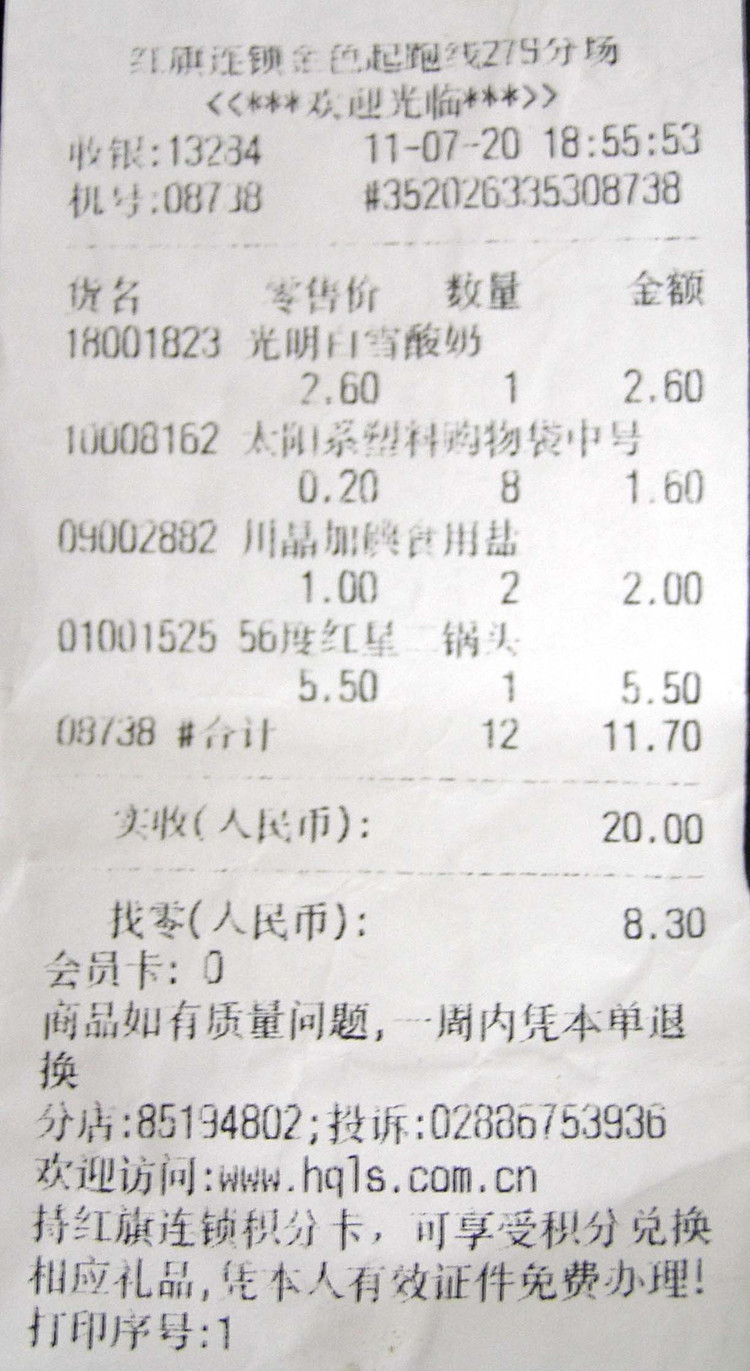 红旗连锁金色起跑线279分场
<<***欢迎光临***>>
收银:13284 11-07-20 18:55:53
机号:08738 #352026335308738
货名 零售价 数量 金额
18001823 光明白雪酸奶
2.60 1 2.60
10008162 太阳系塑料购物袋中号
0.20 8 1.60
09002882 川晶加碘食用盐
1.00 2 2.00
01001525 56度红星二锅头
5.50 1 5.50
08738 #合计 12 11.70
实收(人民币): 20.00
找零(人民币): 8.30
会员卡: 0
商品如有质量问题,一周内凭本单退
换
分店:85194802;投诉:02886753936
欢迎访问:www.hqls.com.cn
持红旗连锁积分卡，可享受积分兑换
相应礼品,凭本人有效证件免费办理!
打印序号:1